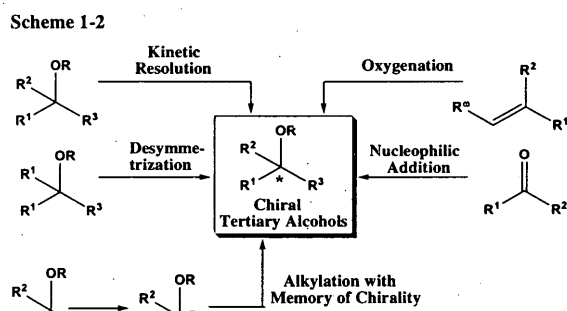 Scheme 1-2
Kinetic
Resolution
Oxygenation
OR
R²
R¹
R³
R²
R¹
Desymme-
trization
Nucleophilic
Addition
OR
R¹
R¹
R³
OR
R²
R¹
*
R³
Chiral
Tertiary Alcohols
O
R¹
R²
OR
R²
OR
R²
Alkylation with
Memory of Chirality